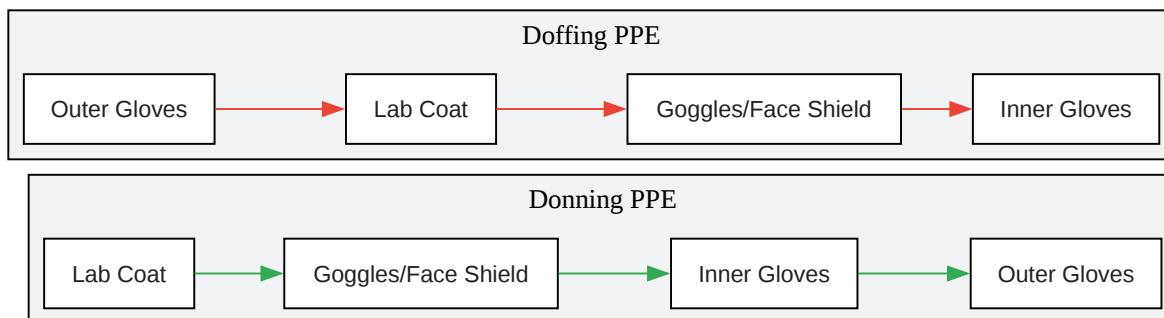 Doffing PPE
Outer Gloves
Lab Coat
Goggles/Face Shield
Inner Gloves
Donning PPE
Lab Coat
Goggles/Face Shield
Inner Gloves
Outer Gloves